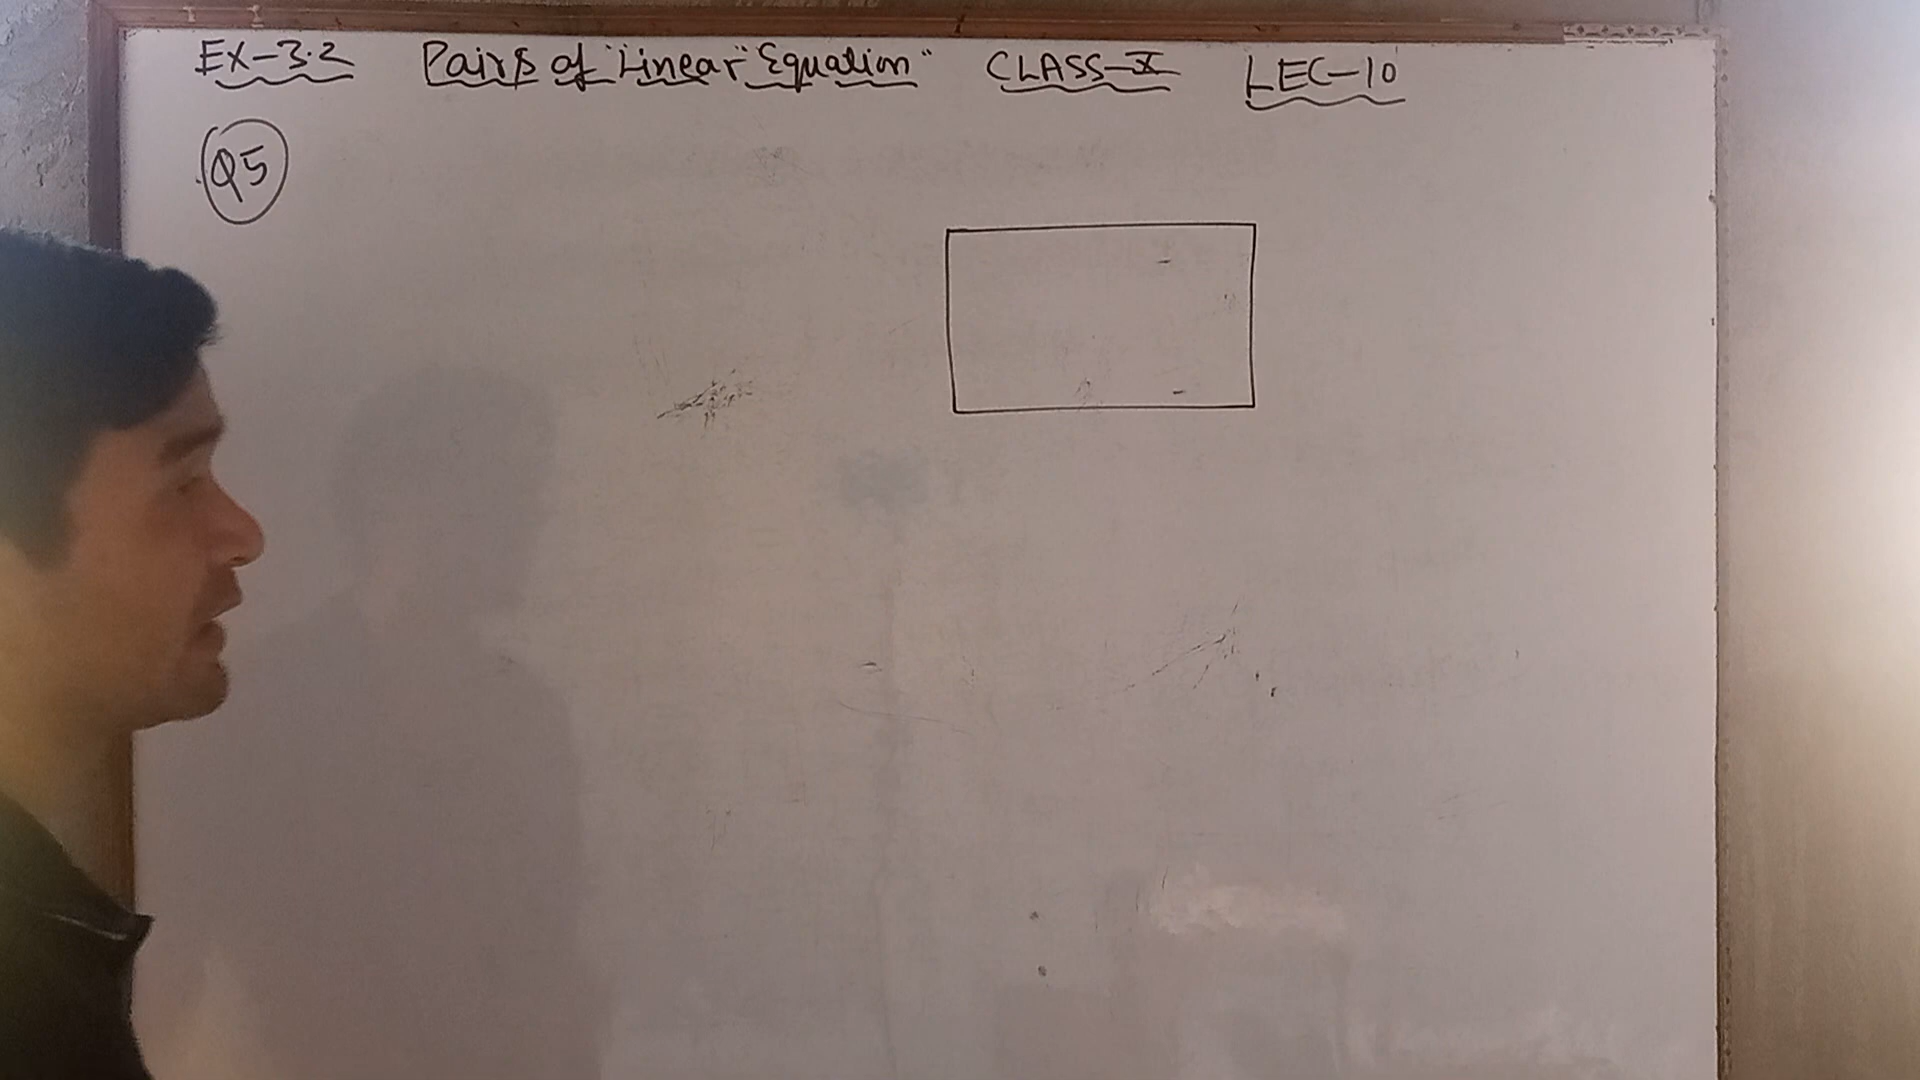 EX-3.2 Pairs of "Linear" Equation" CLASS-X LEC-10
Q5